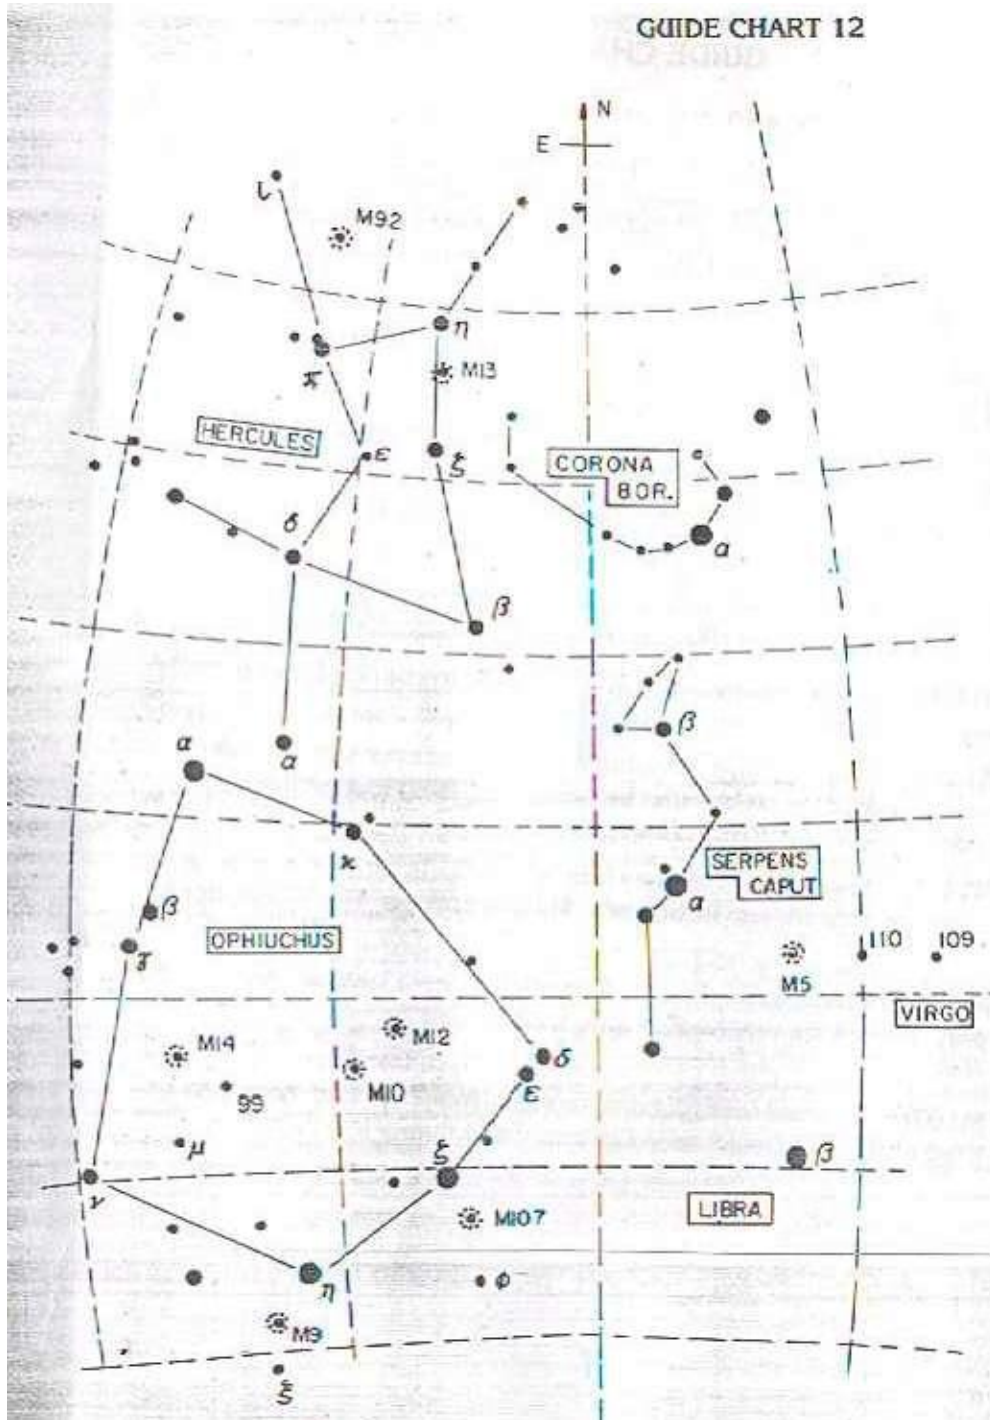 GUIDE CHART 12
N
E
ι
M92
η
π
M13
HERCULES
ε
ζ
CORONA
BOR.
δ
α
β
β
α
α
κ
SERPENS
CAPUT
α
β
OPHIUCHUS
γ
110
109
M5
VIRGO
M12
M14
δ
M10
ε
99
μ
ζ
β
ν
M107
LIBRA
η
φ
M9
ξ